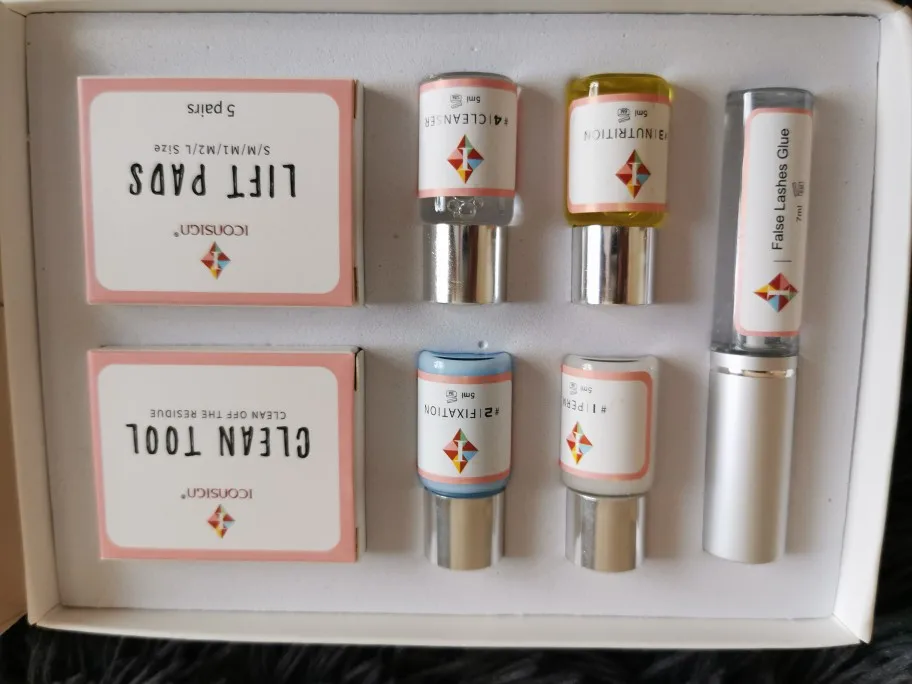 ICONSIGN®
LIFT PADS
S/M/M1/M2/L Size
5 pairs
#4|CLEANSER
5ml
#3|NUTRITION
5ml
False Lashes Glue
7ml
ICONSIGN®
CLEAN TOOL
CLEAN OFF THE RESIDUE
#2|FIXATION
5ml
#1|PERM
5ml